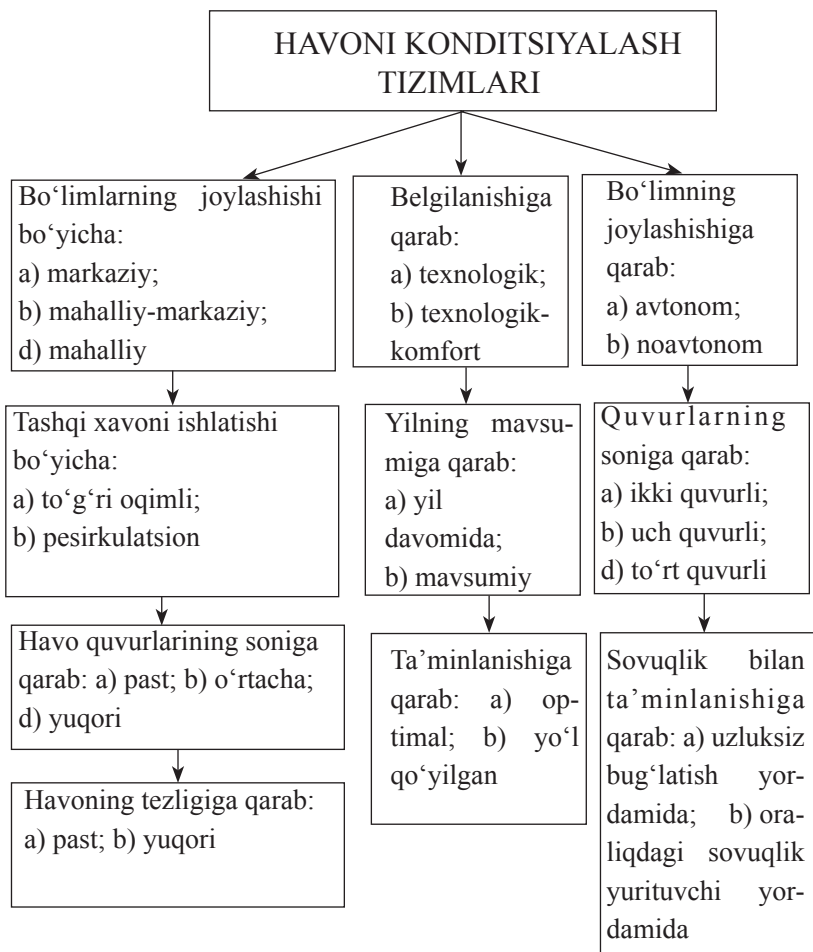 HAVONI KONDITSIYALASH
TIZIMLARI
Bo‘limlarning joylashishi
bo‘yicha:
a) markaziy;
b) mahalliy-markaziy;
d) mahalliy
Tashqi xavoni ishlatishi
bo‘yicha:
a) to‘g‘ri oqimli;
b) pesirkulatsion
Havo quvurlarining soniga
qarab: a) past; b) o‘rtacha;
d) yuqori
Havoning tezligiga qarab:
a) past; b) yuqori
Belgilanishiga
qarab:
a) texnologik;
b) texnologik-
komfort
Yilning mavsu-
miga qarab:
a) yil
davomida;
b) mavsumiy
Ta’minlanishiga
qarab: a) op-
timal; b) yo‘l
qo‘yilgan
Bo‘limning
joylashishiga
qarab:
a) avtonom;
b) noavtonom
Quvurlarning
soniga qarab:
a) ikki quvurli;
b) uch quvurli;
d) to‘rt quvurli
Sovuqlik bilan
ta’minlanishiga
qarab: a) uzluksiz
bug‘latish yor-
damida; b) ora-
liqdagi sovuqlik
yurituvchi yor-
damida